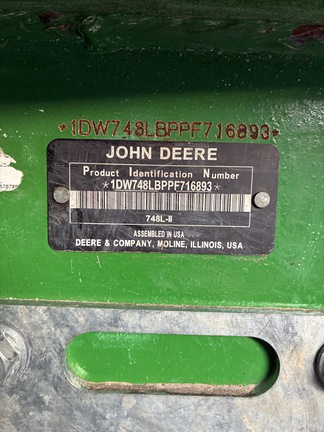 *1DW748LBPPF716893*
JOHN DEERE
Product Identification Number
*1DW748LBPPF716893*
748L-II
ASSEMBLED IN USA
DEERE & COMPANY, MOLINE, ILLINOIS, USA